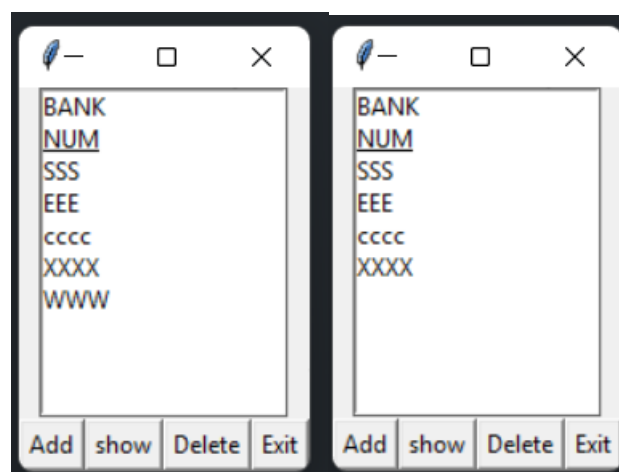 BANK
NUM
SSS
EEE
cccc
XXXX
WWW
Add show Delete Exit
BANK
NUM
SSS
EEE
cccc
XXXX
Add show Delete Exit